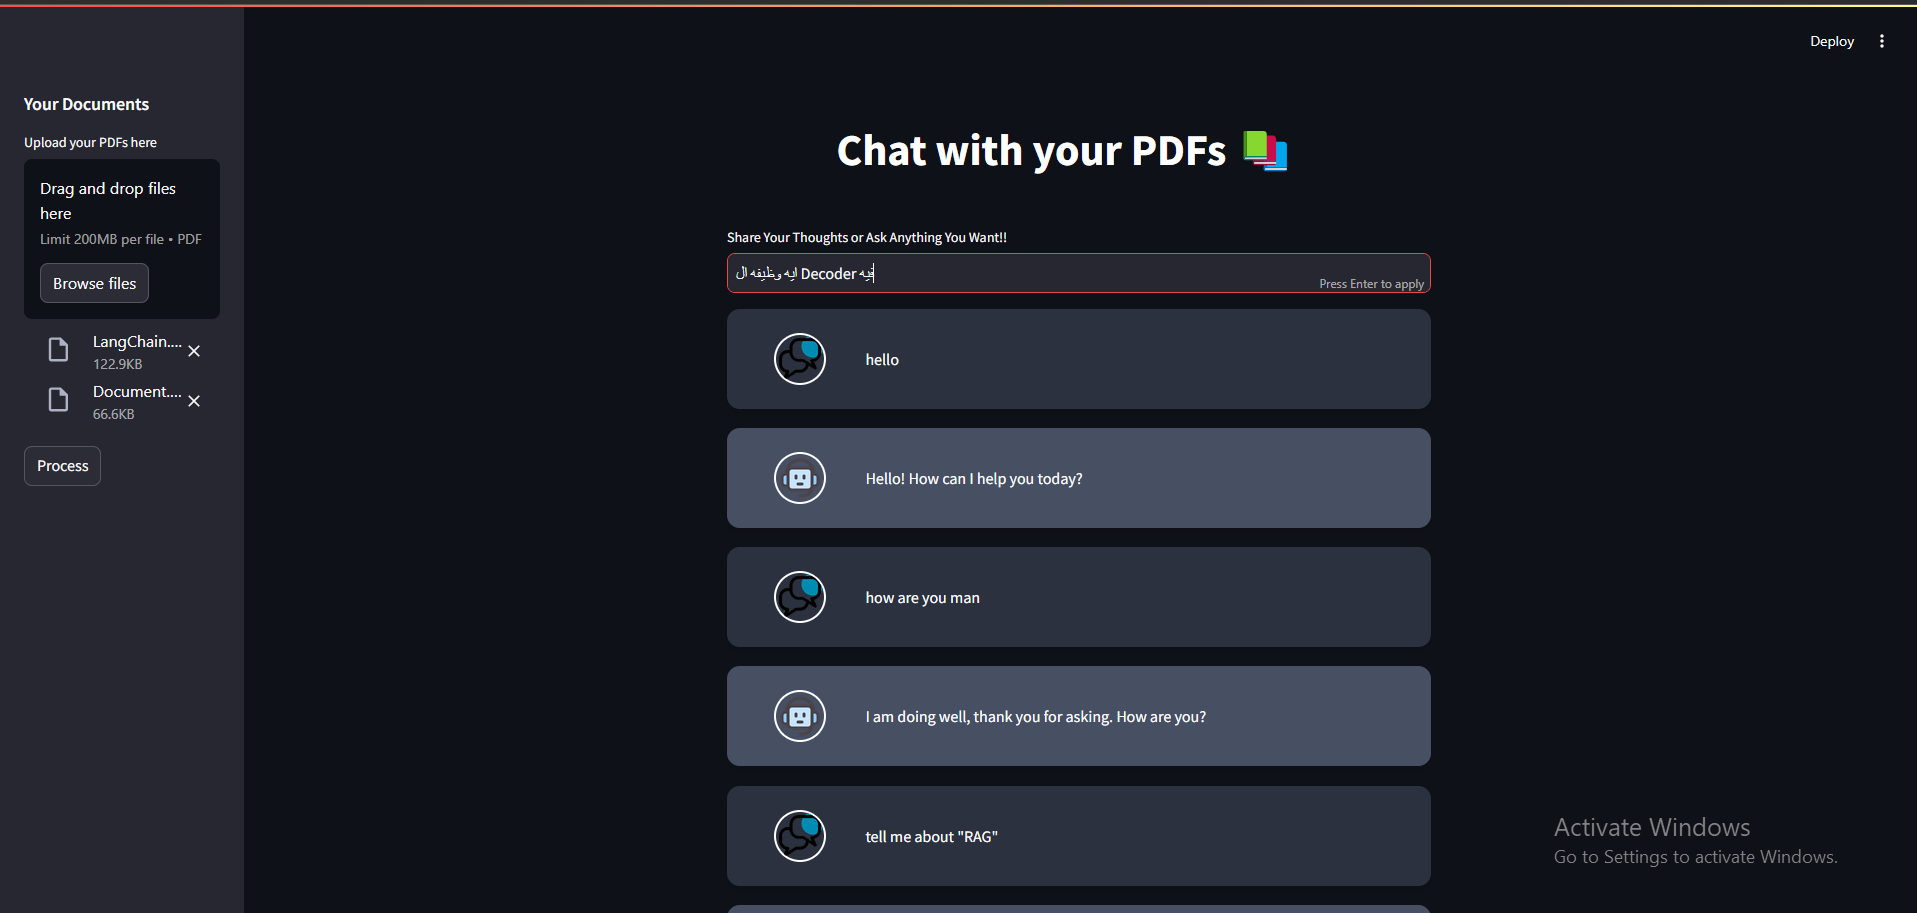 Deploy
Your Documents
Upload your PDFs here
Drag and drop files
here
Limit 200MB per file • PDF
Browse files
LangChain....
122.9KB
Document....
66.6KB
Process
Chat with your PDFs
Share Your Thoughts or Ask Anything You Want!!
ايه وظيفه ال Decoder فيه
Press Enter to apply
hello
Hello! How can I help you today?
how are you man
I am doing well, thank you for asking. How are you?
tell me about "RAG"
Activate Windows
Go to Settings to activate Windows.